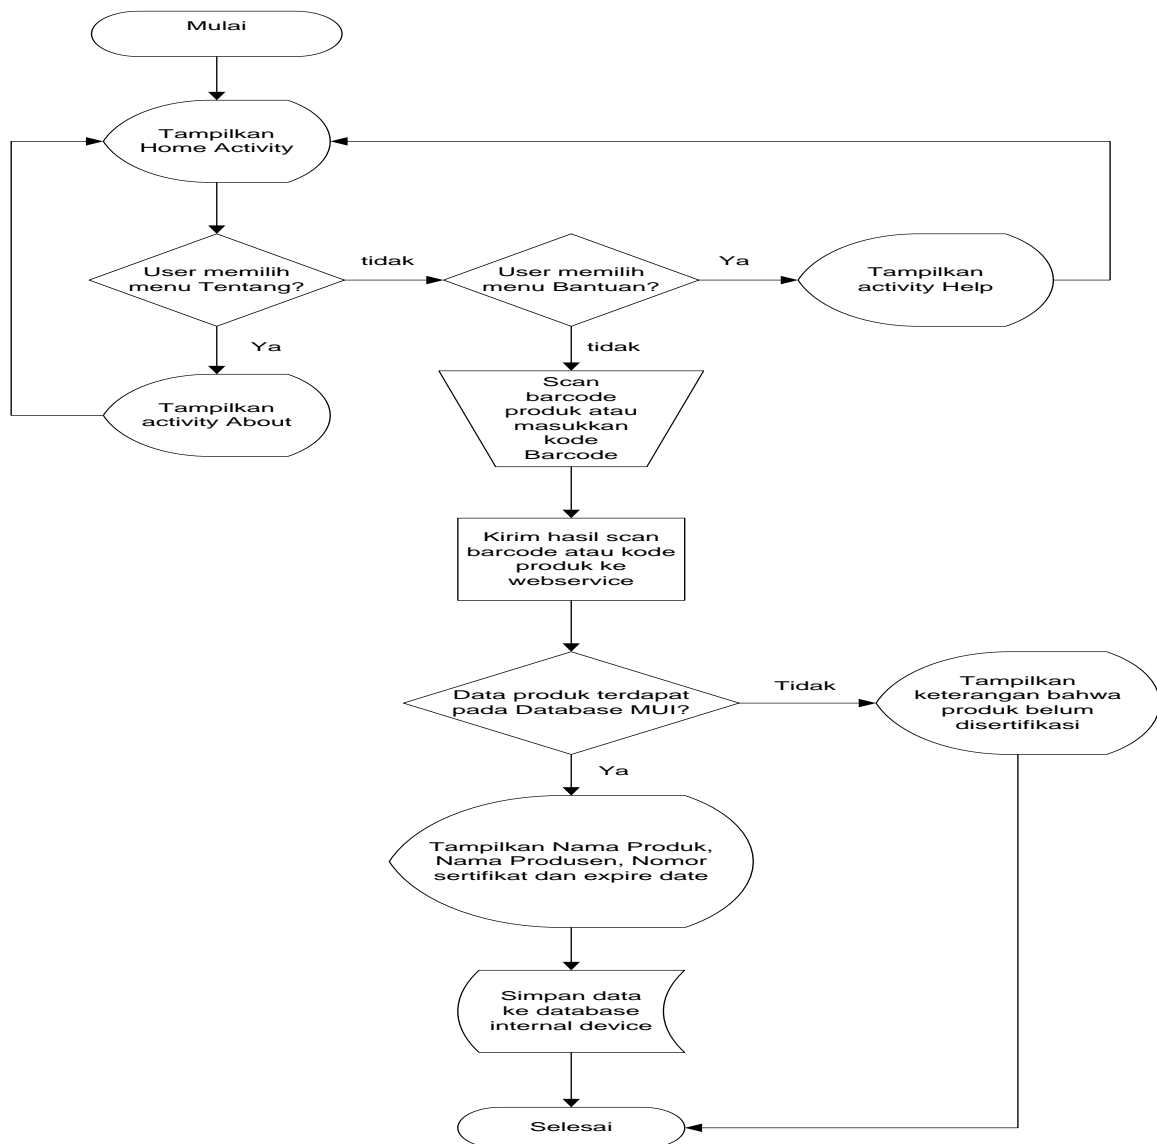 Mulai
Tampilkan
Home Activity
User memilih
menu Tentang?
tidak
User memilih
menu Bantuan?
Ya
Tampilkan
activity Help
Ya
Tampilkan
activity About
tidak
Scan
barcode
produk atau
masukkan
kode
Barcode
Kirim hasil scan
barcode atau kode
produk ke
webservice
Data produk terdapat
pada Database MUI?
Tidak
Tampilkan
keterangan bahwa
produk belum
disertifikasi
Ya
Tampilkan Nama Produk,
Nama Produsen, Nomor
sertifikat dan expire date
Simpan data
ke database
internal device
Selesai